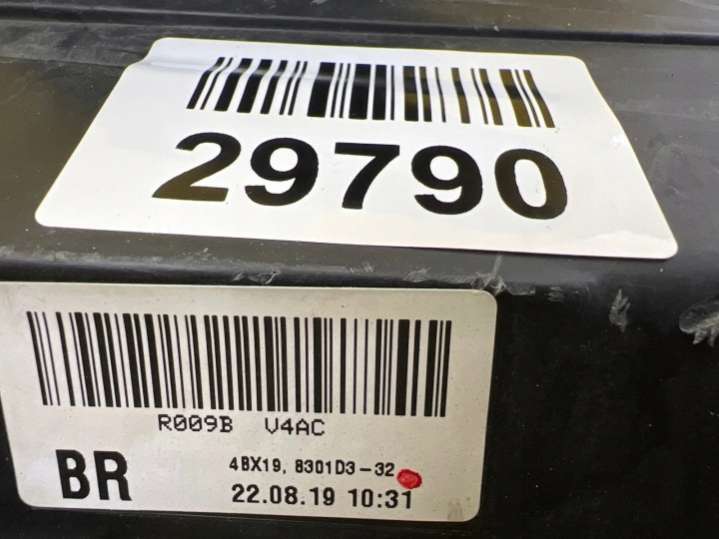 29790
R009B V4AC
BR
4BX19, 8301D3-32
22.08.19 10:31